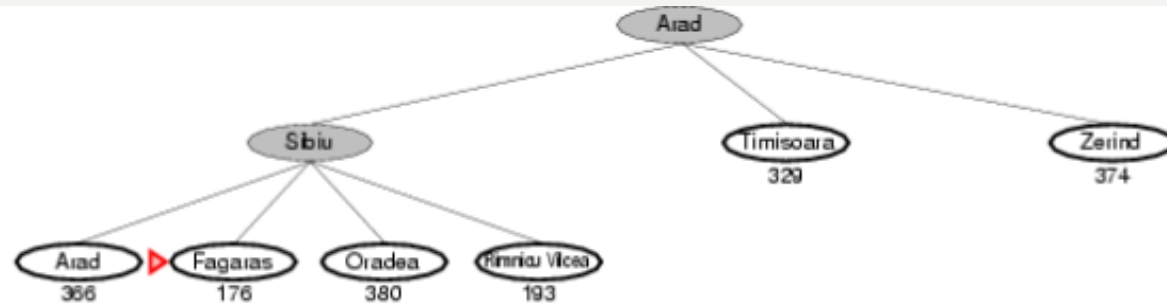 Arad
Sibiu Timisoara Zerind
329 374
Arad Fagaras Oradea Rimnicu Vilcea
366 176 380 193